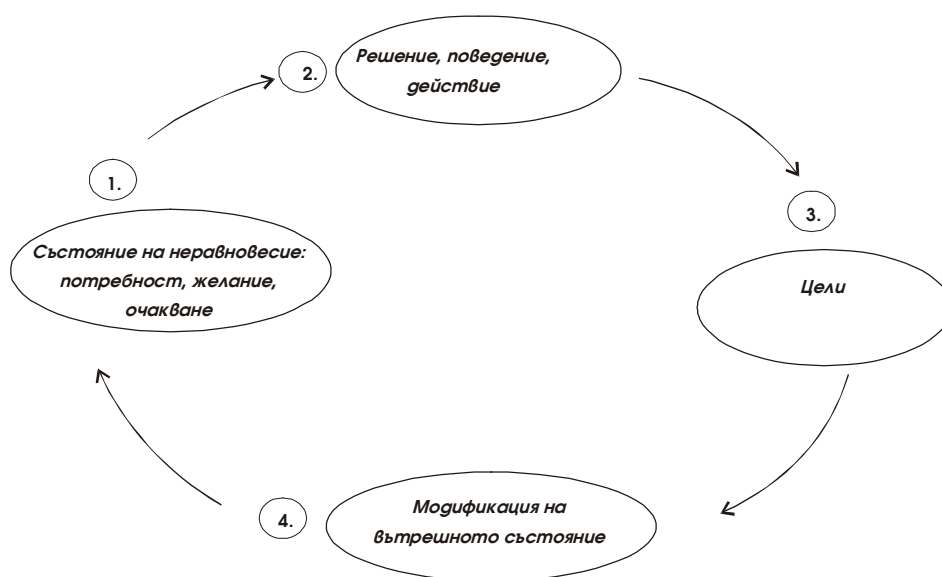 1.
Състояние на неравновесие:
потребност, желание,
очакване
2.
Решение, поведение,
действие
3.
Цели
4.
Модификация на
вътрешното състояние